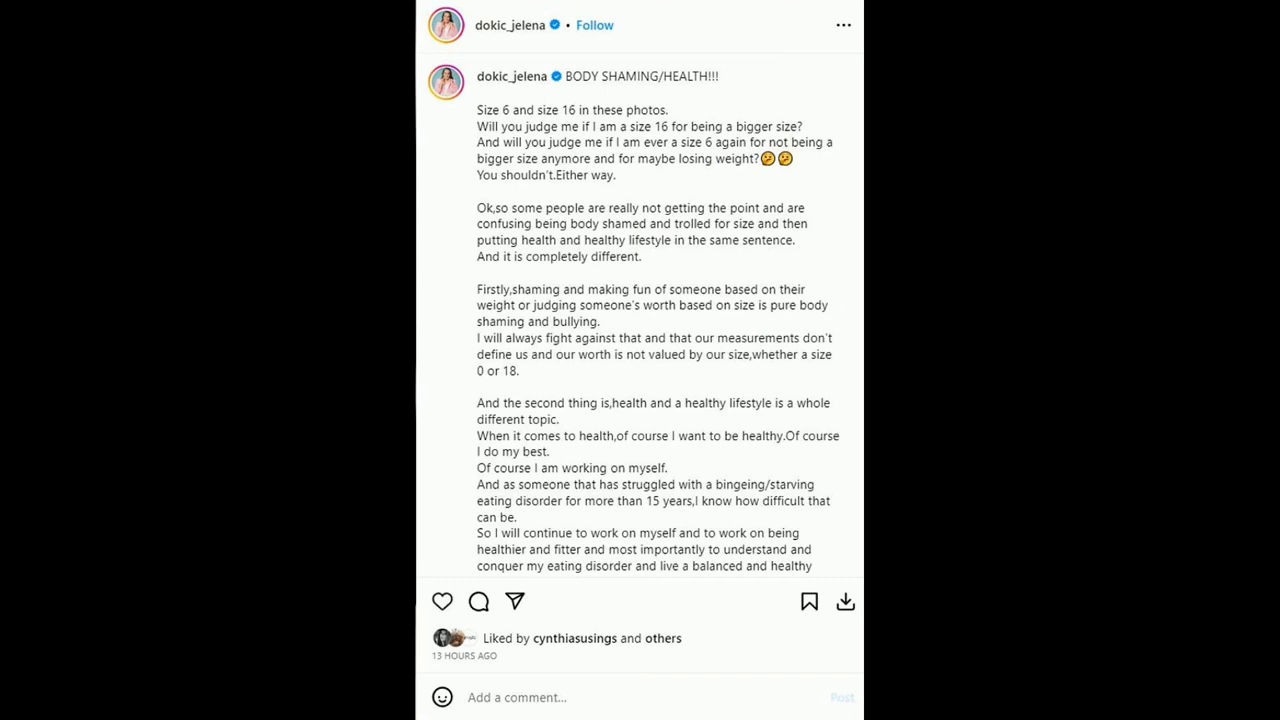 dokic_jelena • Follow
dokic_jelena BODY SHAMING/HEALTH!!!
Size 6 and size 16 in these photos.
Will you judge me if I am a size 16 for being a bigger size?
And will you judge me if I am ever a size 6 again for not being a
bigger size anymore and for maybe losing weight?🫤🫤
You shouldn't.Either way.
Ok,so some people are really not getting the point and are
confusing being body shamed and trolled for size and then
putting health and healthy lifestyle in the same sentence.
And it is completely different.
Firstly,shaming and making fun of someone based on their
weight or judging someone's worth based on size is pure body
shaming and bullying.
I will always fight against that and that our measurements don't
define us and our worth is not valued by our size,whether a size
0 or 18.
And the second thing is,health and a healthy lifestyle is a whole
different topic.
When it comes to health,of course I want to be healthy.Of course
I do my best.
Of course I am working on myself.
And as someone that has struggled with a bingeing/starving
eating disorder for more than 15 years,I know how difficult that
can be.
So I will continue to work on myself and to work on being
healthier and fitter and most importantly to understand and
conquer my eating disorder and live a balanced and healthy
Liked by cynthiasusings and others
13 HOURS AGO
Add a comment...
Post